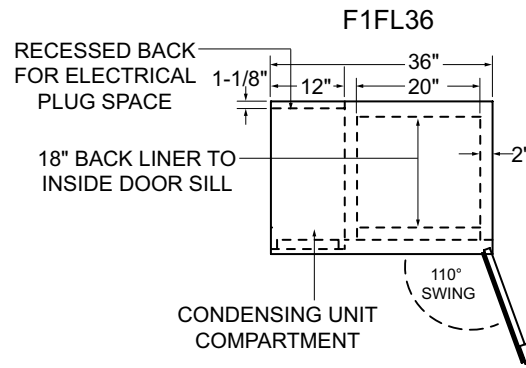 F1FL36
RECESSED BACK
FOR ELECTRICAL
PLUG SPACE
1-1/8"
36"
12"
20"
18" BACK LINER TO
INSIDE DOOR SILL
2"
110°
SWING
CONDENSING UNIT
COMPARTMENT